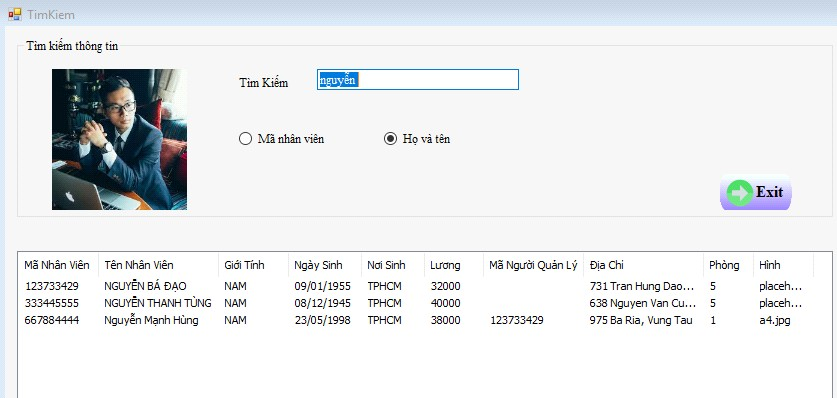 TimKiem
Tìm kiếm thông tin
Tìm Kiếm nguyễn
Mã nhân viên Họ và tên
Exit
Mã Nhân Viên Tên Nhân Viên Giới Tính Ngày Sinh Nơi Sinh Lương Mã Người Quản Lý Địa Chỉ Phòng Hình
123733429 NGUYỄN BÁ ĐẠO NAM 09/01/1955 TPHCM 32000 731 Tran Hung Dao... 5 placeh...
333445555 NGUYỄN THANH TÙNG NAM 08/12/1945 TPHCM 40000 638 Nguyen Van Cu... 5 placeh...
667884444 Nguyễn Mạnh Hùng NAM 23/05/1998 TPHCM 38000 123733429 975 Ba Ria, Vung Tau 1 a4.jpg